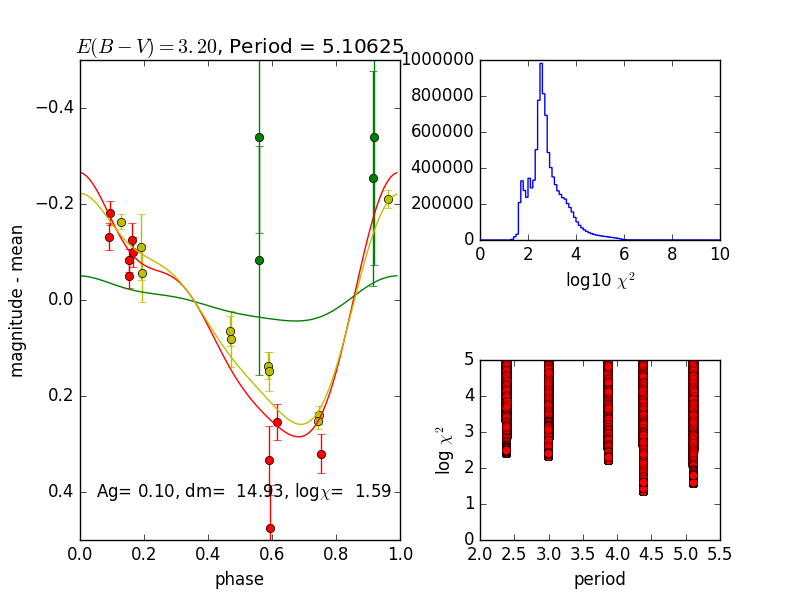 E(B−V)=3.20, Period = 5.10625
magnitude - mean
−0.4
−0.2
0.0
0.2
0.4
Ag= 0.10, dm= 14.93, logχ= 1.59
0.0 0.2 0.4 0.6 0.8 1.0
phase
1000000
800000
600000
400000
200000
0
0 2 4 6 8 10
log10 χ²
log χ²
5
4
3
2
1
0
2.0 2.5 3.0 3.5 4.0 4.5 5.0 5.5
period